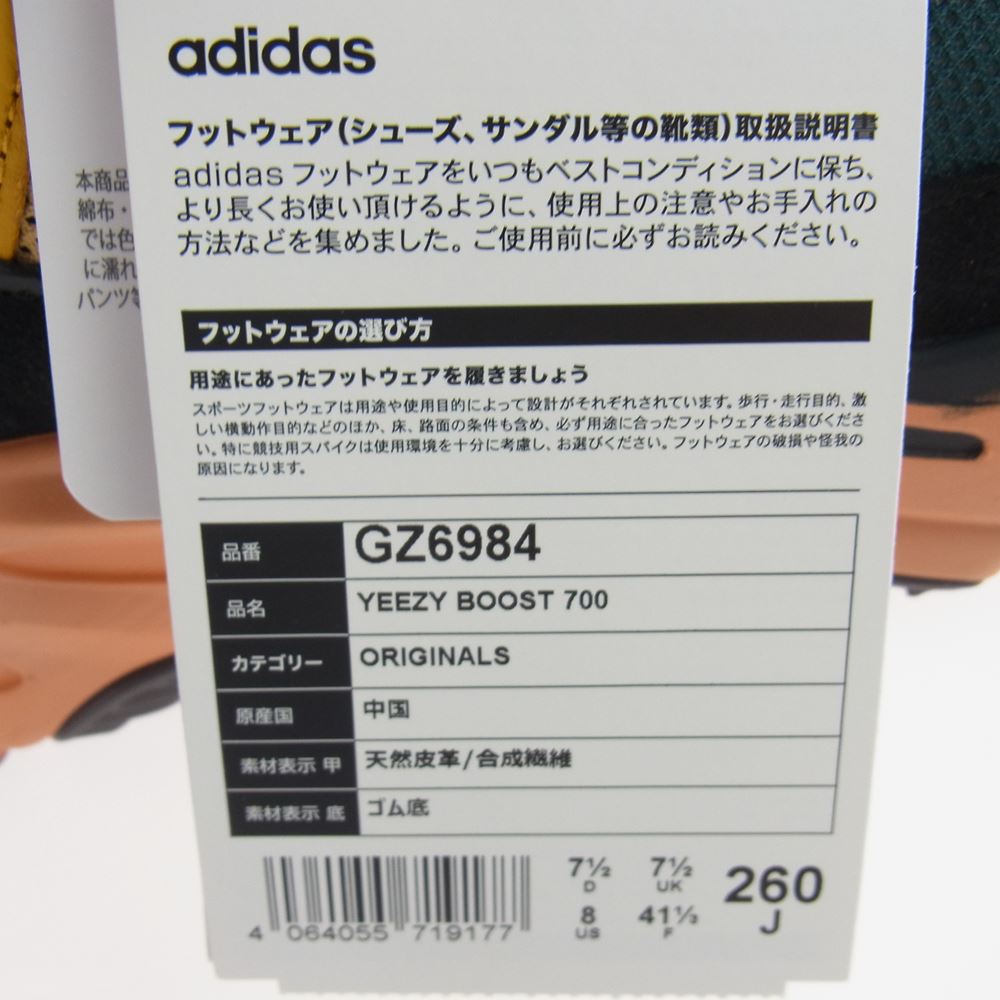 adidas
フットウェア(シューズ、サンダル等の靴類)取扱説明書
adidas フットウェアをいつもベストコンディションに保ち、
より長くお使い頂けるように、使用上の注意やお手入れの
方法などを集めました。ご使用前に必ずお読みください。
本商品
綿布・
では色
に濡れ
パンツ等
フットウェアの選び方
用途にあったフットウェアを履きましょう
スポーツフットウェアは用途や使用目的によって設計がそれぞれされています。歩行・走行目的、激
しい横動作目的などのほか、床、路面の条件も含め、必ず用途に合ったフットウェアをお選びくださ
い。特に競技用スパイクは使用環境を十分に考慮し、お選びください。フットウェアの破損や怪我の
原因になります。
品番 GZ6984
品名 YEEZY BOOST 700
カテゴリー ORIGINALS
原産国 中国
素材表示 甲 天然皮革/合成繊維
素材表示 底 ゴム底
7½ 7½ 260
D UK J
8 41⅓
US F
4 064055 719177